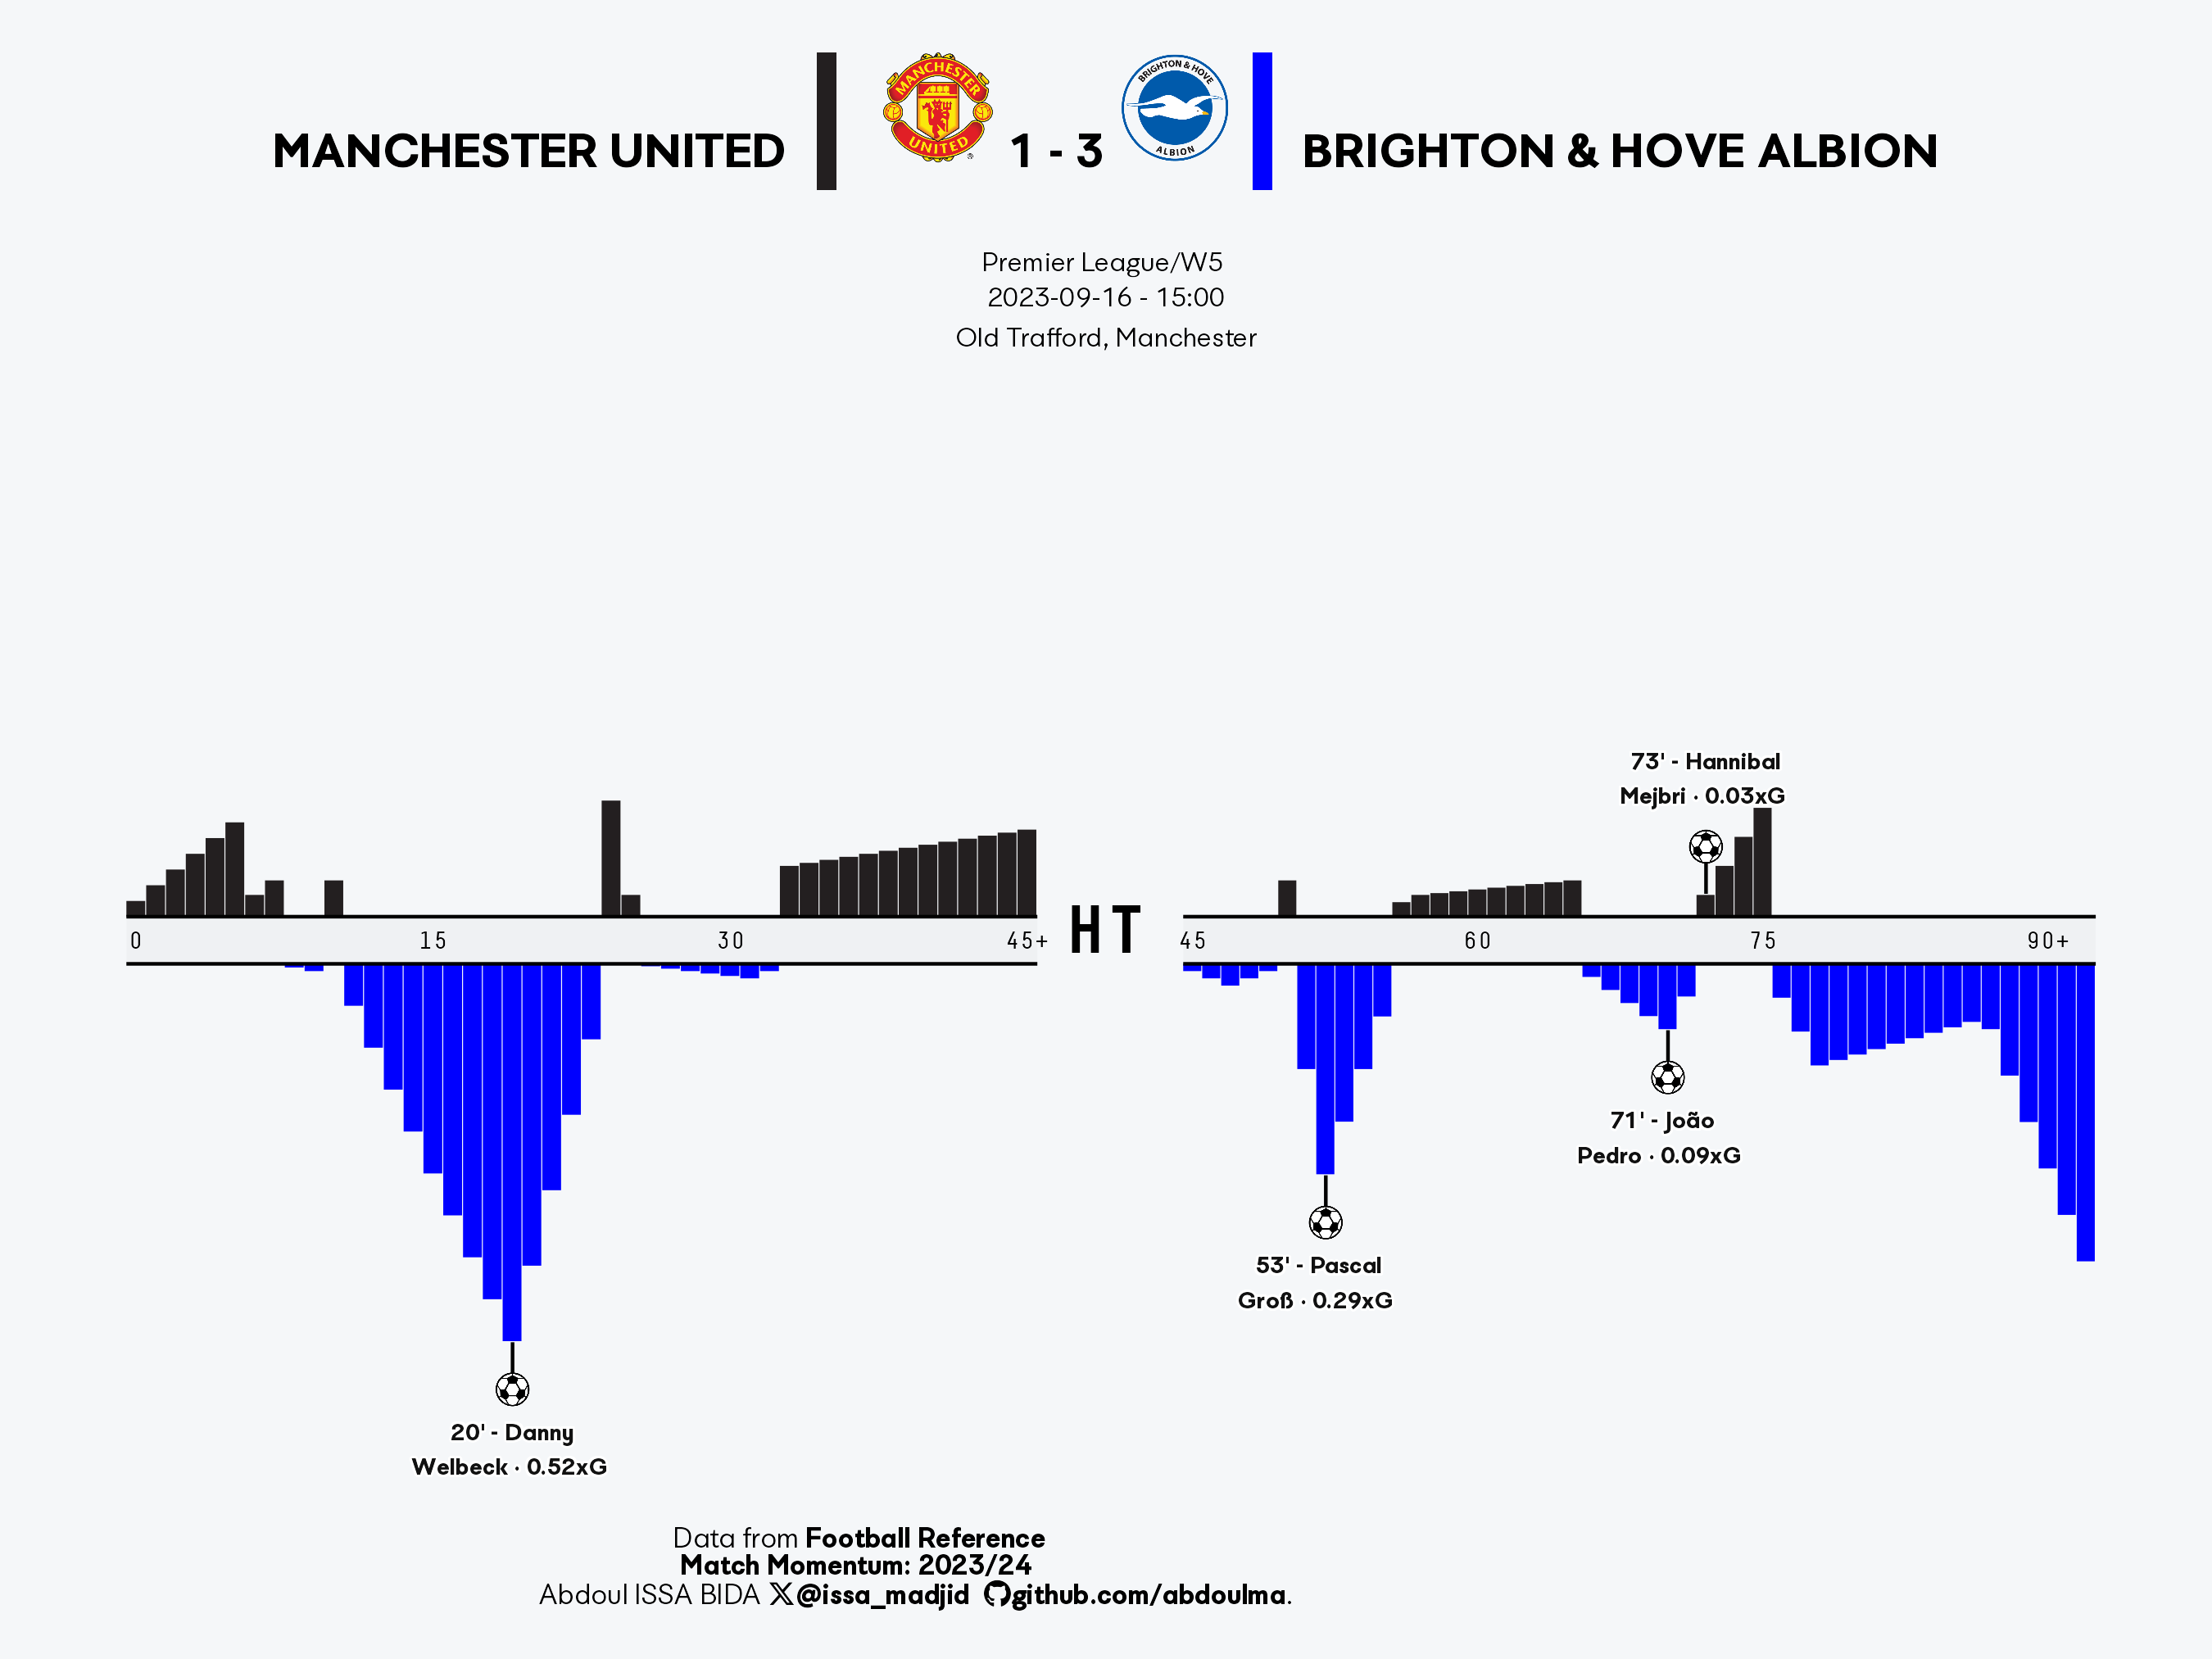 MANCHESTER UNITED
MANCHESTER UNITED ®
1 - 3
BRIGHTON & HOVE ALBION
BRIGHTON & HOVE ALBION
Premier League/W5
2023-09-16 - 15:00
Old Trafford, Manchester
73' - Hannibal
Mejbri · 0.03xG
0 15 30 45+ HT 45 60 75 90+
71' - João
Pedro · 0.09xG
53' - Pascal
Groß · 0.29xG
20' - Danny
Welbeck · 0.52xG
Data from Football Reference
Match Momentum: 2023/24
Abdoul ISSA BIDA X@issa_madjid github.com/abdoulma.